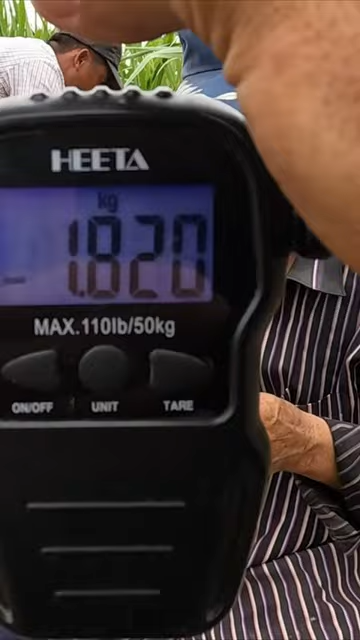 HEETA
kg
1.820
MAX.110lb/50kg
ON/OFF UNIT TARE